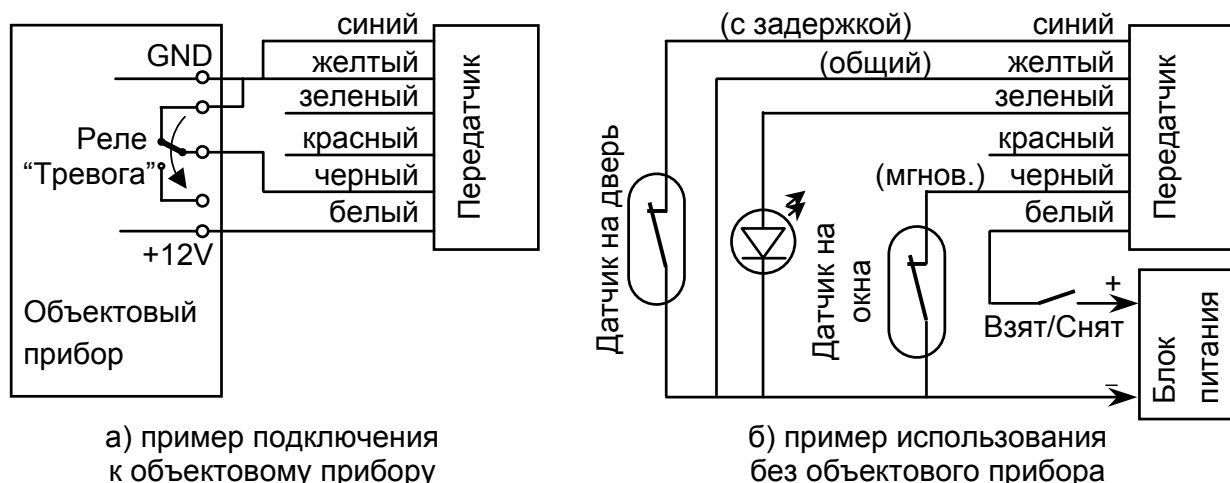 синий
GND
желтый
зеленый
Реле
красный
“Тревога”
черный
белый
+12V
Передатчик
Объектовый
прибор
а) пример подключения
к объектовому прибору
(с задержкой)
синий
(общий)
желтый
зеленый
красный
(мгнов.)
черный
белый
Передатчик
Датчик на дверь
Датчик на
окна
+
Взят/Снят
–
Блок
питания
б) пример использования
без объектового прибора